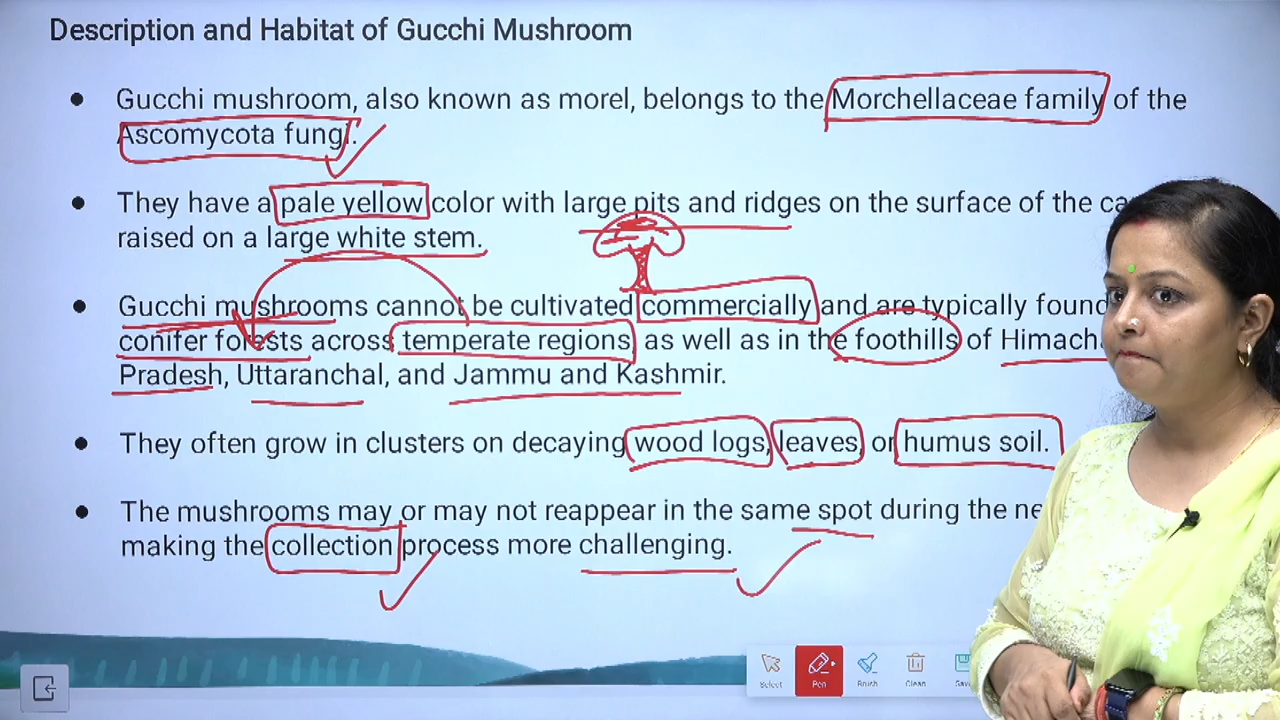 Description and Habitat of Gucchi Mushroom
● Gucchi mushroom, also known as morel, belongs to the Morchellaceae family of the
Ascomycota fungi.
● They have a pale yellow color with large pits and ridges on the surface of the
raised on a large white stem.
● Gucchi mushrooms cannot be cultivated commercially and are typically found
conifer forests across temperate regions, as well as in the foothills of
Pradesh, Uttaranchal, and Jammu and Kashmir.
● They often grow in clusters on decaying wood logs, leaves, or humus soil.
● The mushrooms may or may not reappear in the same spot during the
making the collection process more challenging.
Select Pen Brush Clean